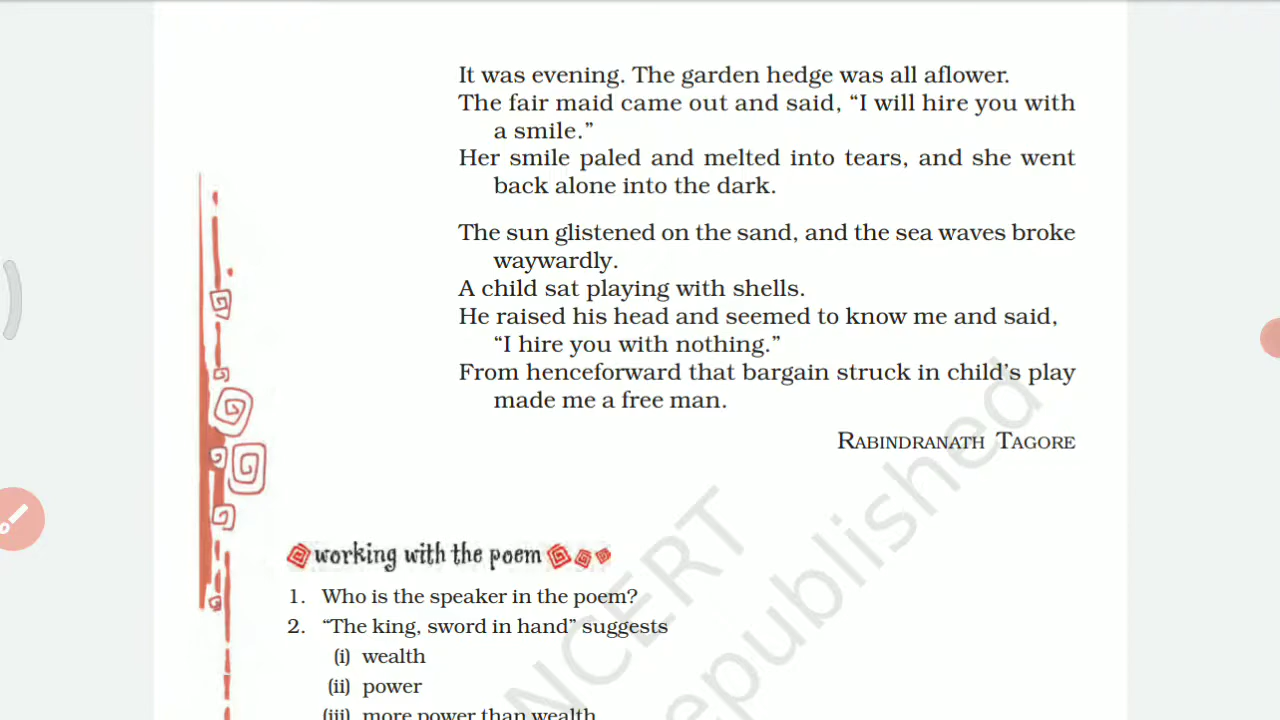 It was evening. The garden hedge was all aflower.
The fair maid came out and said, “I will hire you with
a smile.”
Her smile paled and melted into tears, and she went
back alone into the dark.
The sun glistened on the sand, and the sea waves broke
waywardly.
A child sat playing with shells.
He raised his head and seemed to know me and said,
“I hire you with nothing.”
From henceforward that bargain struck in child’s play
made me a free man.
RABINDRANATH TAGORE
working with the poem
1. Who is the speaker in the poem?
2. “The king, sword in hand” suggests
(i) wealth
(ii) power
(iii) more power than wealth
NCERT
republished